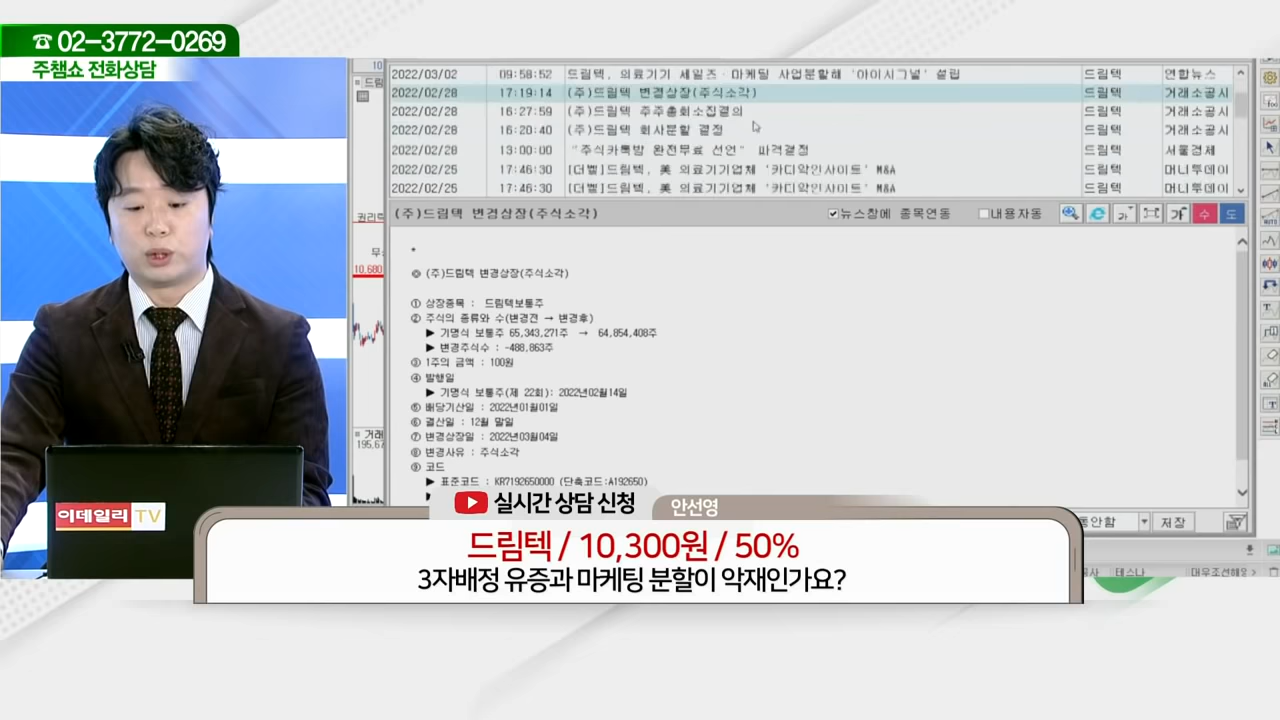 ☎ 02-3772-0269
주챔쇼 전화상담
2022/03/02 09:58:52 드림텍, 의료기기 세일즈·마케팅 사업분할해 '아이시그널' 설립 드림텍 연합뉴스
2022/02/28 17:19:14 (주)드림텍 변경상장(주식소각) 드림텍 거래소공시
2022/02/28 16:27:59 (주)드림텍 주주총회소집결의 드림텍 거래소공시
2022/02/28 16:20:40 (주)드림텍 회사분할 결정 드림텍 거래소공시
2022/02/28 13:00:00 "주식카톡방 완전무료 선언" 파격결정 드림텍 서울경제
2022/02/25 17:46:30 [더벨]드림텍, 美 의료기기업체 '카디악인사이트' M&A 드림텍 머니투데이
2022/02/25 17:46:30 [더벨]드림텍, 美 의료기기업체 '카디악인사이트' M&A 드림텍 머니투데이
(주)드림텍 변경상장(주식소각) 뉴스창에 종목연동 내용자동 가 가 수 도
*
◎ (주)드림텍 변경상장(주식소각)
① 상장종목 : 드림텍보통주
② 주식의 종류와 수(변경전 → 변경후)
▶ 기명식 보통주 65,343,271주 → 64,854,408주
▶ 변경주식수 : -488,863주
③ 1주의 금액 : 100원
④ 발행일
▶ 기명식 보통주(제 22회): 2022년02월14일
⑤ 배당기산일 : 2022년01월01일
⑥ 결산일 : 12월 말일
⑦ 변경상장일 : 2022년03월04일
⑧ 변경사유 : 주식소각
⑨ 코드
▶ 표준코드 : KR7192650000 (단축코드:A192650)
동안함 저장
10,680
이데일리 TV
실시간 상담 신청 안선영
드림텍 / 10,300원 / 50%
3자배정 유증과 마케팅 분할이 악재인가요?
테스나 대우조선해양